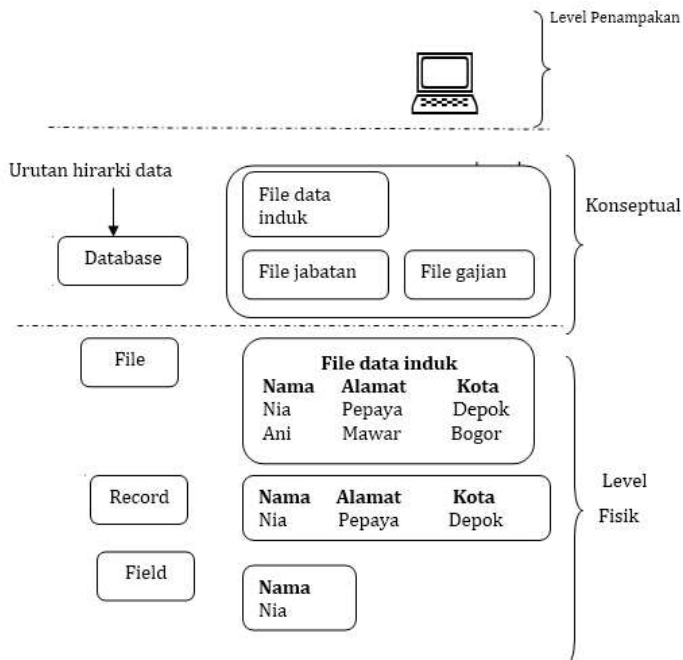 Level Penampakan
Urutan hirarki data
File data
induk
Konseptual
Database
File jabatan
File gajian
File
File data induk
Nama Alamat Kota
Nia Pepaya Depok
Ani Mawar Bogor
Level
Fisik
Record
Nama Alamat Kota
Nia Pepaya Depok
Field
Nama
Nia